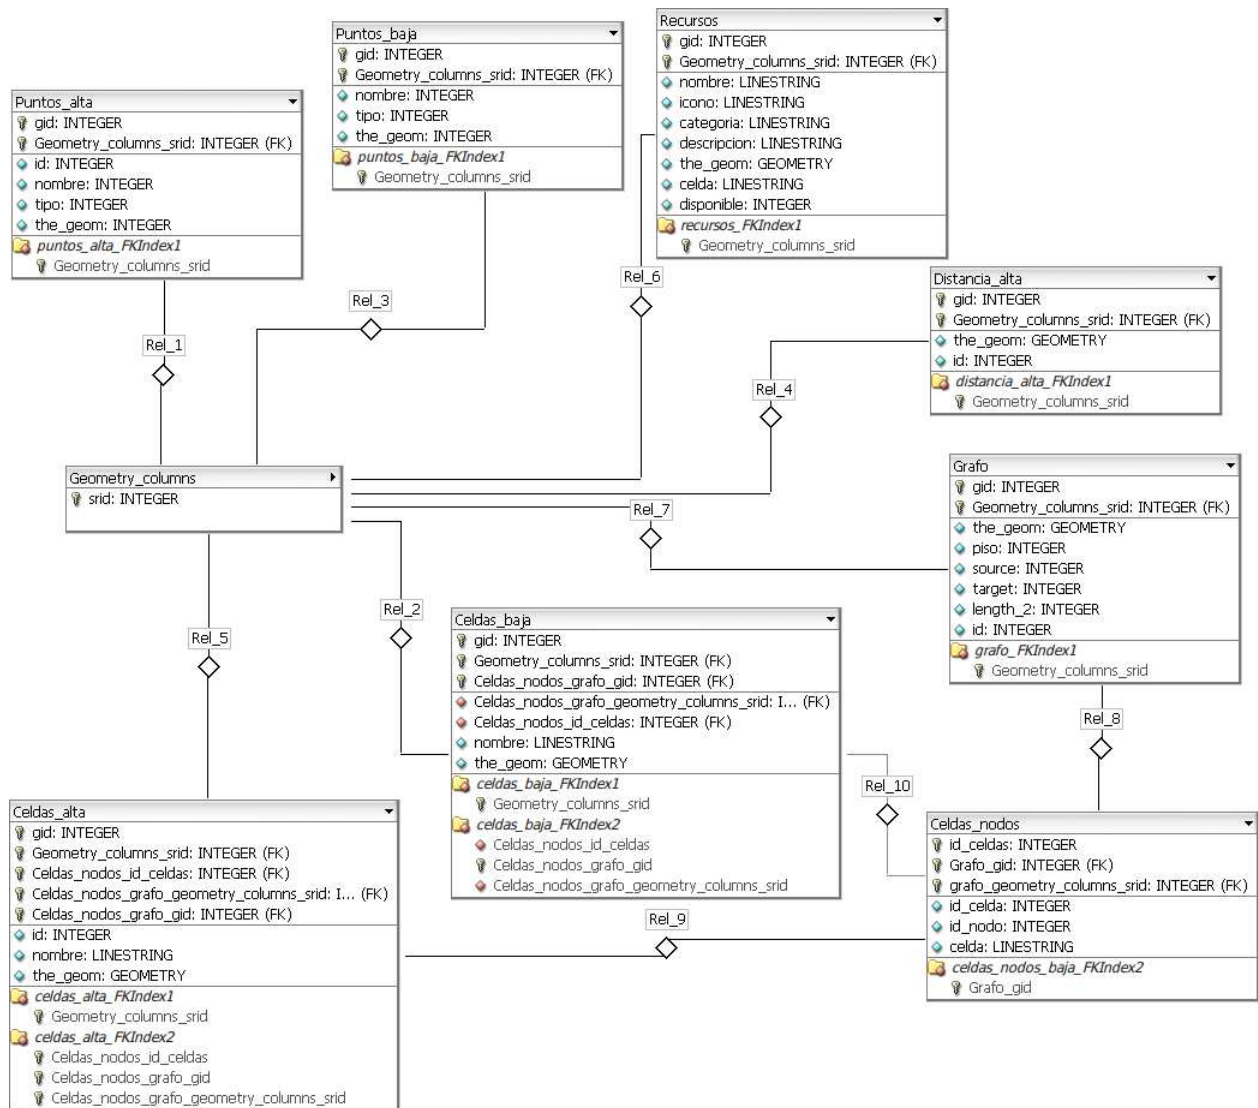 Puntos_alta
gid: INTEGER
Geometry_columns_srid: INTEGER (FK)
id: INTEGER
nombre: INTEGER
tipo: INTEGER
the_geom: INTEGER
puntos_alta_FKIndex1
Geometry_columns_srid
Puntos_baja
gid: INTEGER
Geometry_columns_srid: INTEGER (FK)
nombre: INTEGER
tipo: INTEGER
the_geom: INTEGER
puntos_baja_FKIndex1
Geometry_columns_srid
Recursos
gid: INTEGER
Geometry_columns_srid: INTEGER (FK)
nombre: LINESTRING
icono: LINESTRING
categoria: LINESTRING
descripcion: LINESTRING
the_geom: GEOMETRY
celda: LINESTRING
disponible: INTEGER
recursos_FKIndex1
Geometry_columns_srid
Distancia_alta
gid: INTEGER
Geometry_columns_srid: INTEGER (FK)
the_geom: GEOMETRY
id: INTEGER
distancia_alta_FKIndex1
Geometry_columns_srid
Rel_6
Rel_3
Rel_1
Rel_4
Geometry_columns
srid: INTEGER
Rel_7
Grafo
gid: INTEGER
Geometry_columns_srid: INTEGER (FK)
the_geom: GEOMETRY
piso: INTEGER
source: INTEGER
target: INTEGER
length_2: INTEGER
id: INTEGER
grafo_FKIndex1
Geometry_columns_srid
Rel_2
Rel_5
Rel_8
Celdas_baja
gid: INTEGER
Geometry_columns_srid: INTEGER (FK)
Celdas_nodos_grafo_gid: INTEGER (FK)
Celdas_nodos_grafo_geometry_columns_srid: I... (FK)
Celdas_nodos_id_celdas: INTEGER (FK)
nombre: LINESTRING
the_geom: GEOMETRY
celdas_baja_FKIndex1
Geometry_columns_srid
celdas_baja_FKIndex2
Celdas_nodos_id_celdas
Celdas_nodos_grafo_gid
Celdas_nodos_grafo_geometry_columns_srid
Rel_10
Celdas_alta
gid: INTEGER
Geometry_columns_srid: INTEGER (FK)
Celdas_nodos_id_celdas: INTEGER (FK)
Celdas_nodos_grafo_geometry_columns_srid: I... (FK)
Celdas_nodos_grafo_gid: INTEGER (FK)
id: INTEGER
nombre: LINESTRING
the_geom: GEOMETRY
celdas_alta_FKIndex1
Geometry_columns_srid
celdas_alta_FKIndex2
Celdas_nodos_id_celdas
Celdas_nodos_grafo_gid
Celdas_nodos_grafo_geometry_columns_srid
Rel_9
Celdas_nodos
id_celdas: INTEGER
Grafo_gid: INTEGER (FK)
grafo_geometry_columns_srid: INTEGER (FK)
id_celda: INTEGER
id_nodo: INTEGER
celda: LINESTRING
celdas_nodos_baja_FKIndex2
Grafo_gid